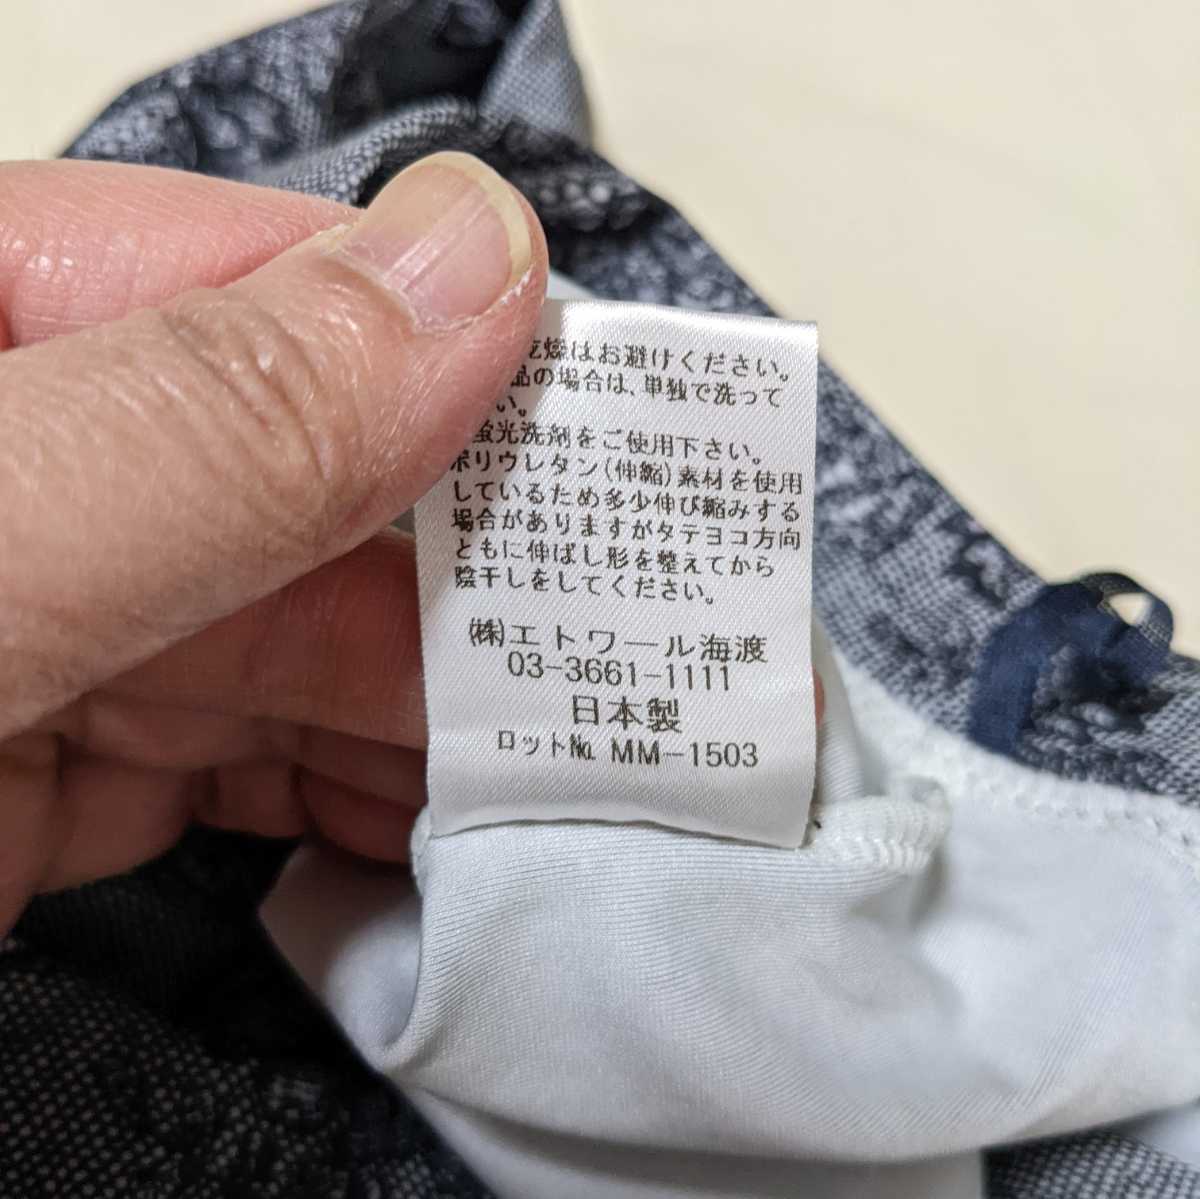 乾燥はお避けください。
品の場合は、単独で洗って
い。
蛍光洗剤をご使用下さい。
ポリウレタン(伸縮)素材を使用
しているため多少伸び縮みする
場合がありますがタテヨコ方向
ともに伸ばし形を整えてから
陰干しをしてください。
㈱エトワール海渡
03-3661-1111
日本製
ロット№ MM-1503